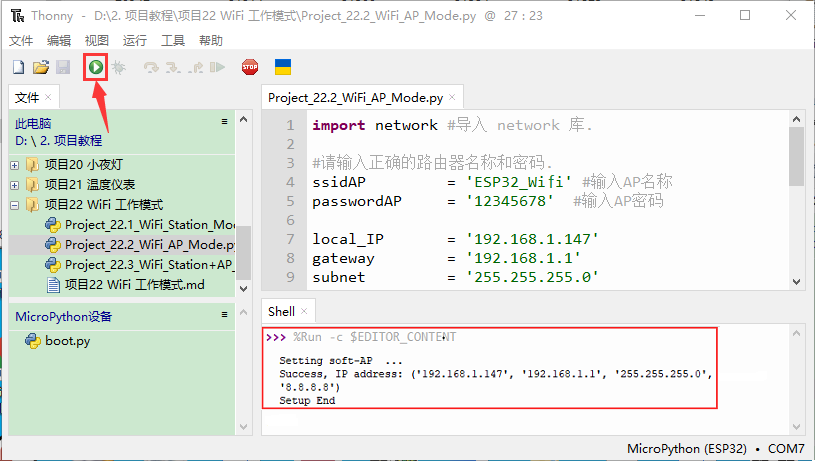 Thonny - D:\2. 项目教程\项目22 WiFi 工作模式\Project_22.2_WiFi_AP_Mode.py @ 27 : 23
文件 编辑 视图 运行 工具 帮助
STOP
文件 ×
此电脑
D: \ 2. 项目教程
项目20 小夜灯
项目21 温度仪表
项目22 WiFi 工作模式
Project_22.1_WiFi_Station_Mo
Project_22.2_WiFi_AP_Mode.py
Project_22.3_WiFi_Station+AP_
项目22 WiFi 工作模式.md
MicroPython设备
boot.py
Project_22.2_WiFi_AP_Mode.py ×
1 import network #导入 network 库.
2
3 #请输入正确的路由器名称和密码.
4 ssidAP = 'ESP32_Wifi' #输入AP名称
5 passwordAP = '12345678' #输入AP密码
6
7 local_IP = '192.168.1.147'
8 gateway = '192.168.1.1'
9 subnet = '255.255.255.0'
Shell ×
>>> %Run -c $EDITOR_CONTENT
Setting soft-AP ...
Success, IP address: ('192.168.1.147', '192.168.1.1', '255.255.255.0',
'8.8.8.8')
Setup End
MicroPython (ESP32) • COM7